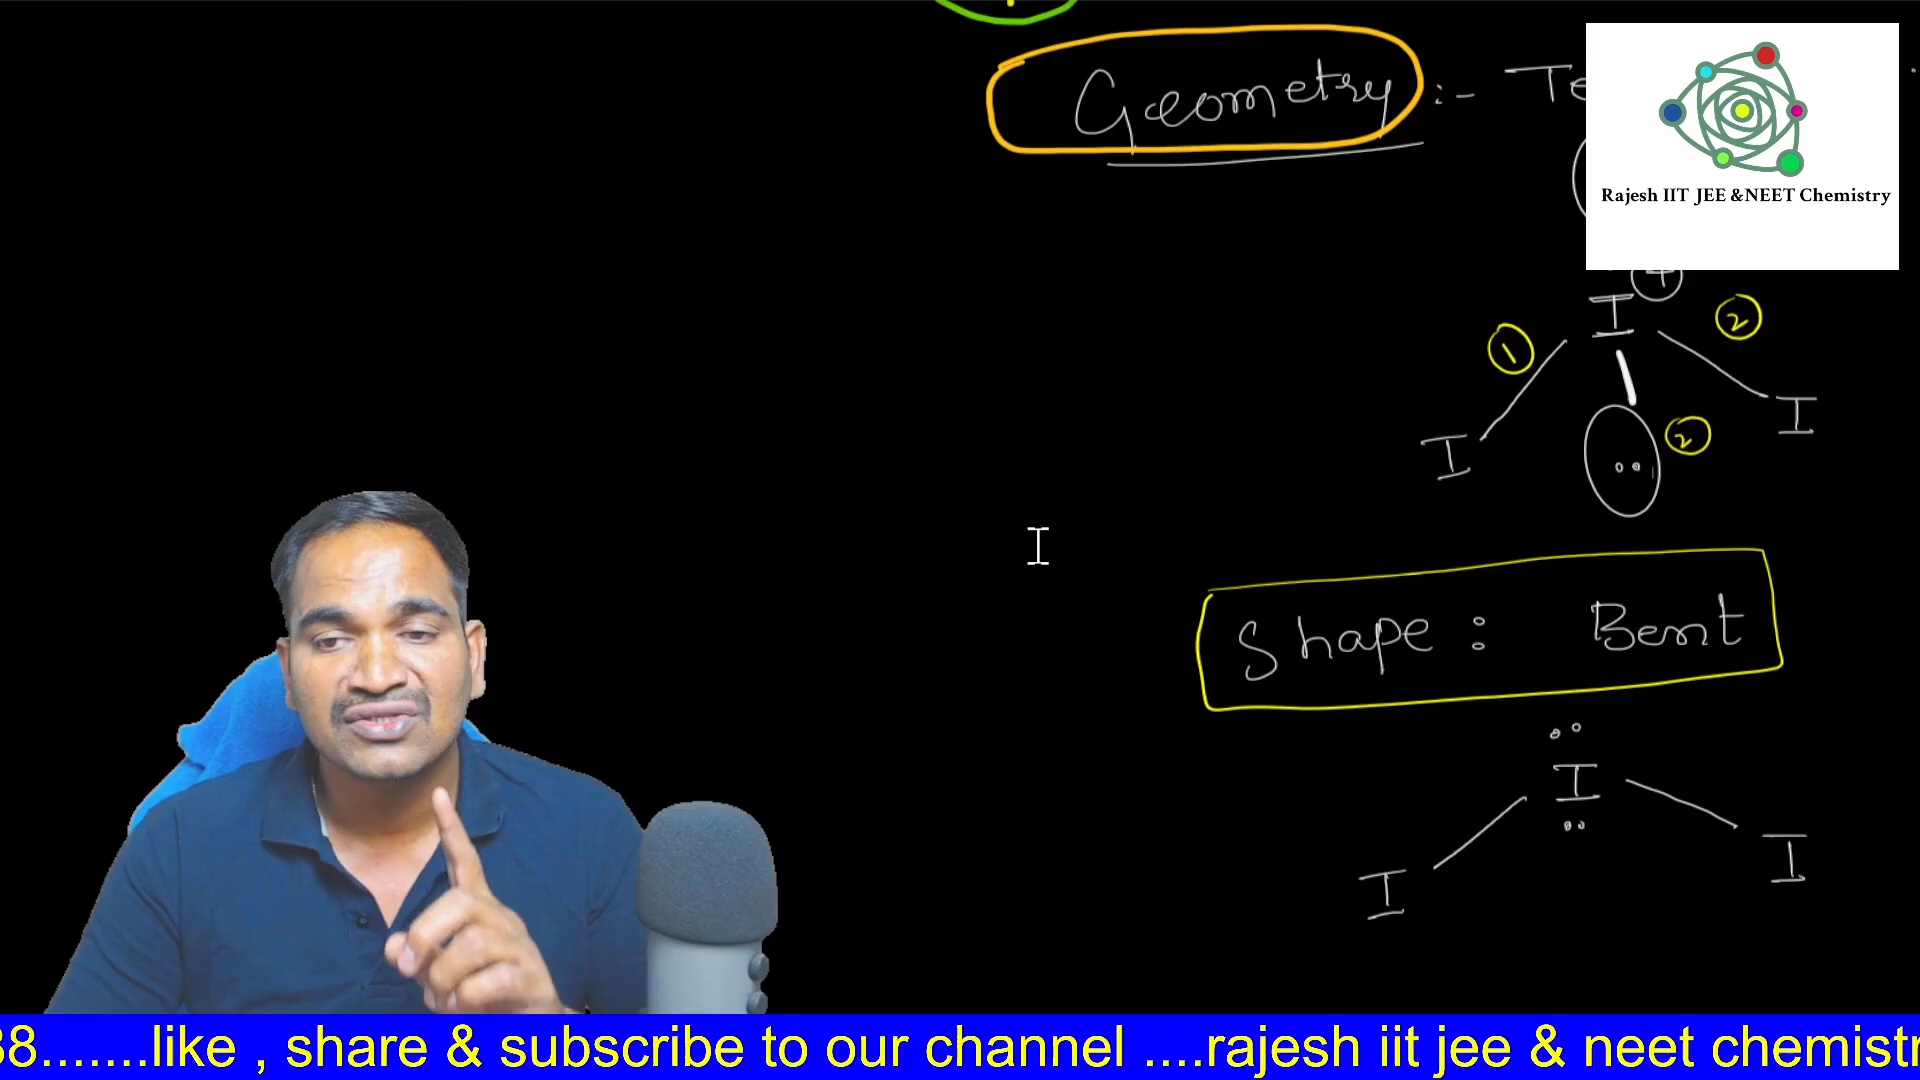 Geometry :- Te
Rajesh IIT JEE &NEET Chemistry
I
1
2
I
I
2
Shape : Bent
I
I
I
38.......like , share & subscribe to our channel ....rajesh iit jee & neet chemistr